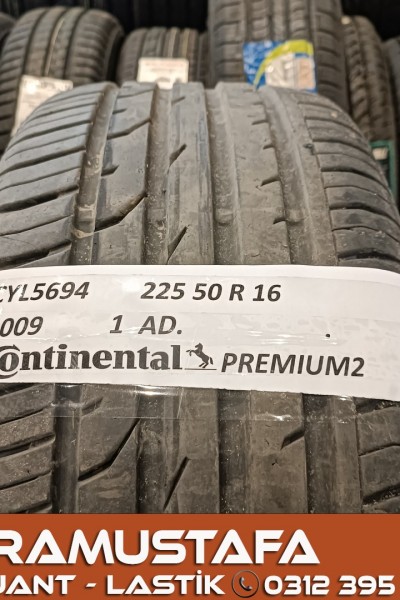 CYL5694 225 50 R 16
009 1 AD. .
Continental PREMIUM2
RAMUSTAFA
JANT - LASTİK 0312 395